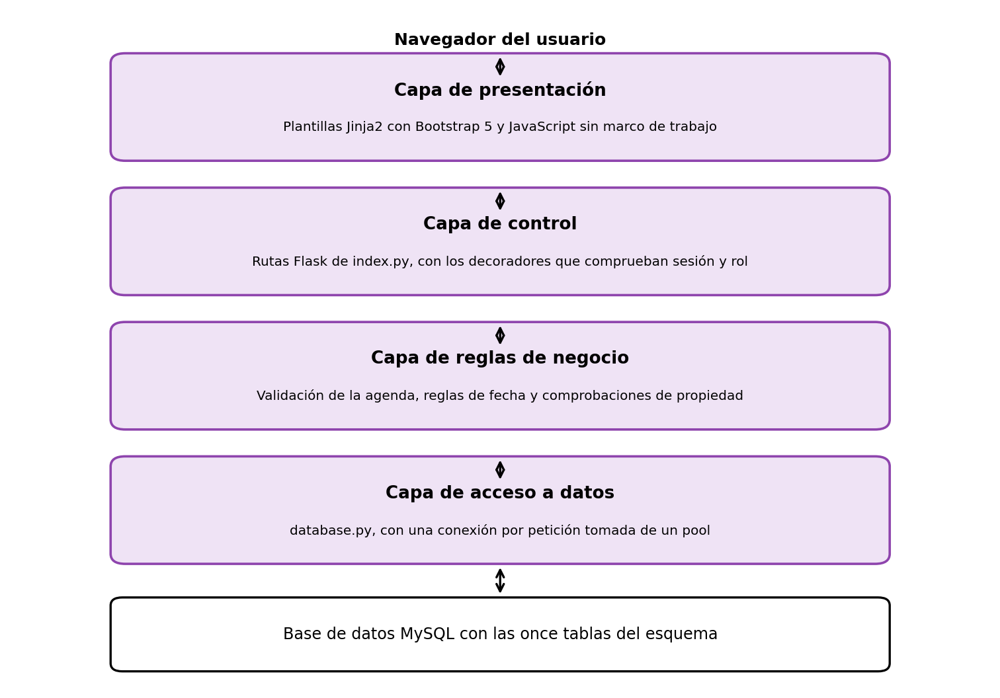 Navegador del usuario
Capa de presentación
Plantillas Jinja2 con Bootstrap 5 y JavaScript sin marco de trabajo
Capa de control
Rutas Flask de index.py, con los decoradores que comprueban sesión y rol
Capa de reglas de negocio
Validación de la agenda, reglas de fecha y comprobaciones de propiedad
Capa de acceso a datos
database.py, con una conexión por petición tomada de un pool
Base de datos MySQL con las once tablas del esquema